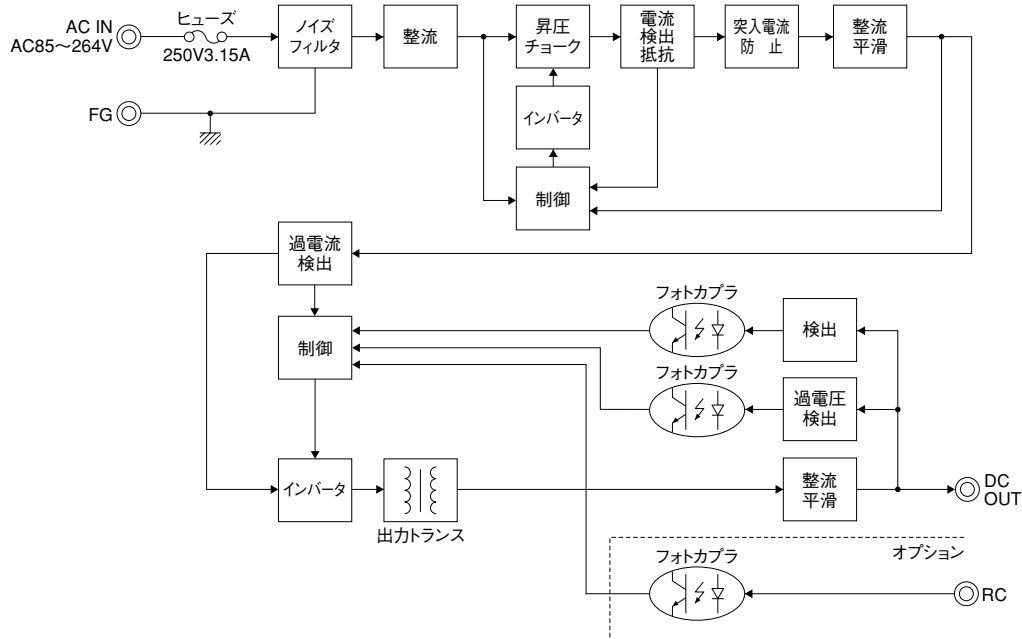 AC IN
AC85～264V
ヒューズ
250V3.15A
ノイズ
フィルタ
整流
昇圧
チョーク
電流
検出
抵抗
突入電流
防　止
整流
平滑
FG
インバータ
制御
過電流
検出
制御
フォトカプラ
検出
フォトカプラ
過電圧
検出
インバータ
出力トランス
整流
平滑
DC
OUT
オプション
フォトカプラ
RC